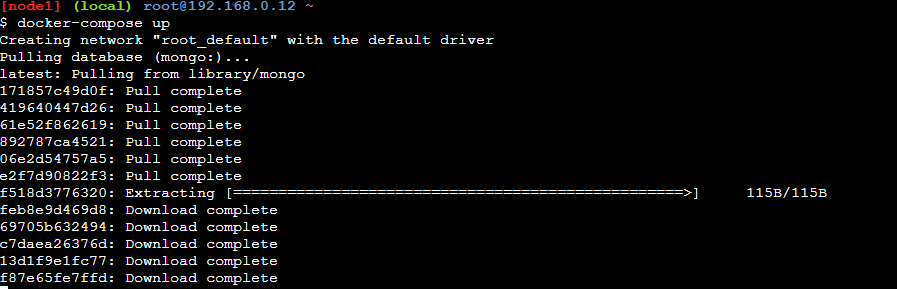 [node1] (local) root@192.168.0.12 ~
$ docker-compose up
Creating network "root_default" with the default driver
Pulling database (mongo:)...
latest: Pulling from library/mongo
171857c49d0f: Pull complete
419640447d26: Pull complete
61e52f862619: Pull complete
892787ca4521: Pull complete
06e2d54757a5: Pull complete
e2f7d90822f3: Pull complete
f518d3776320: Extracting [==================================================>]     115B/115B
feb8e9d469d8: Download complete
69705b632494: Download complete
c7daea26376d: Download complete
13d1f9e1fc77: Download complete
f87e65fe7ffd: Download complete